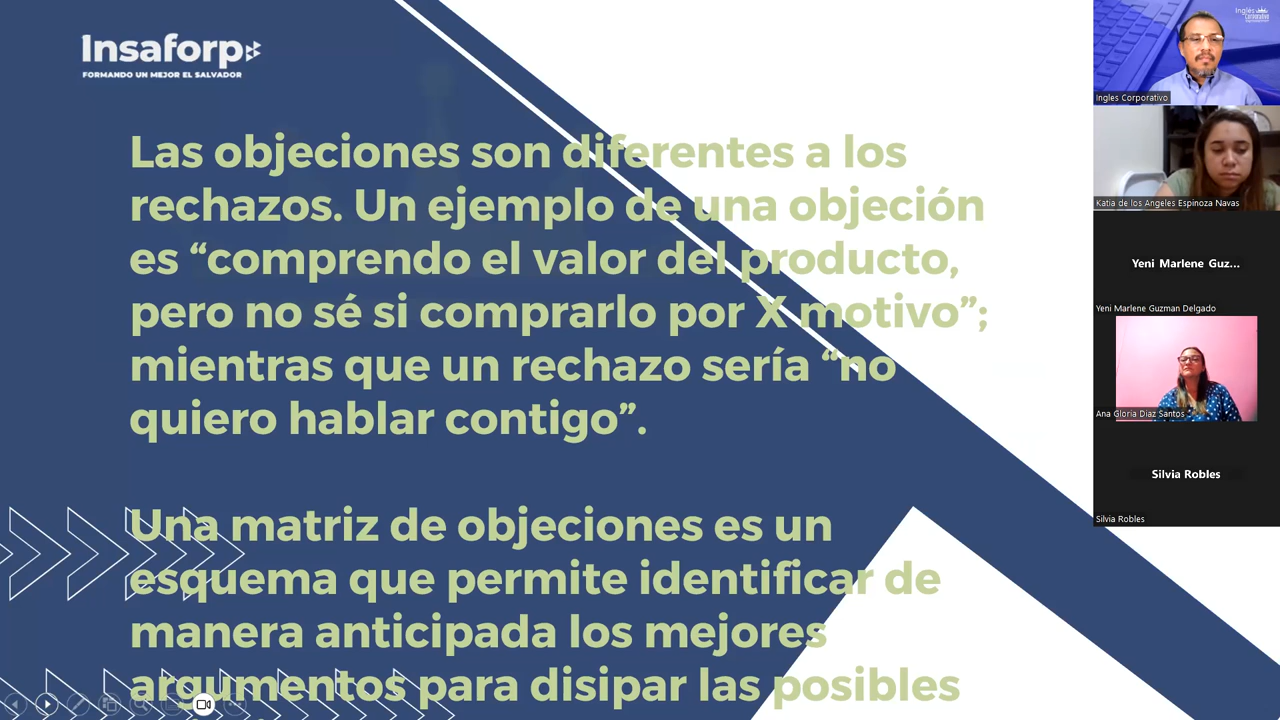 Insaforp
FORMANDO UN MEJOR EL SALVADOR
Las objeciones son diferentes a los
rechazos. Un ejemplo de una objeción
es “comprendo el valor del producto,
pero no sé si comprarlo por X motivo”;
mientras que un rechazo sería “no
quiero hablar contigo”.
Una matriz de objeciones es un
esquema que permite identificar de
manera anticipada los mejores
argumentos para disipar las posibles
Inglés
Corporativo
Ingles Corporativo
Katia de los Angeles Espinoza Navas
Yeni Marlene Guz...
Yeni Marlene Guzman Delgado
Ana Gloria Diaz Santos
Silvia Robles
Silvia Robles